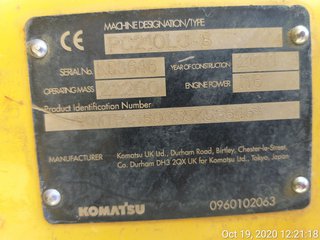 CE
MACHINE DESIGNATION/TYPE
SERIAL No.
YEAR OF CONSTRUCTION
OPERATING MASS
ENGINE POWER
Product Identification Number
MANUFACTURER
Komatsu UK Ltd., Durham Road, Birtley, Chester-le-Street,
Co. Durham DH3 2QX UK for Komatsu Ltd., Tokyo, Japan
KOMATSU
0960102063
Oct 19, 2020 12:21:18